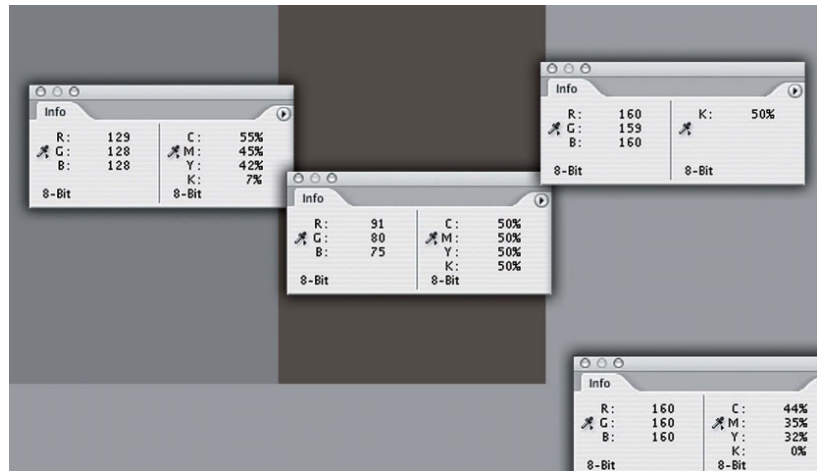 Info
R: 129 C: 55%
G: 128 M: 45%
B: 128 Y: 42%
K: 7%
8-Bit 8-Bit
Info
R: 91 C: 50%
G: 80 M: 50%
B: 75 Y: 50%
K: 50%
8-Bit 8-Bit
Info
R: 160 K: 50%
G: 159
B: 160
8-Bit 8-Bit
Info
R: 160 C: 44%
G: 160 M: 35%
B: 160 Y: 32%
K: 0%
8-Bit 8-Bit